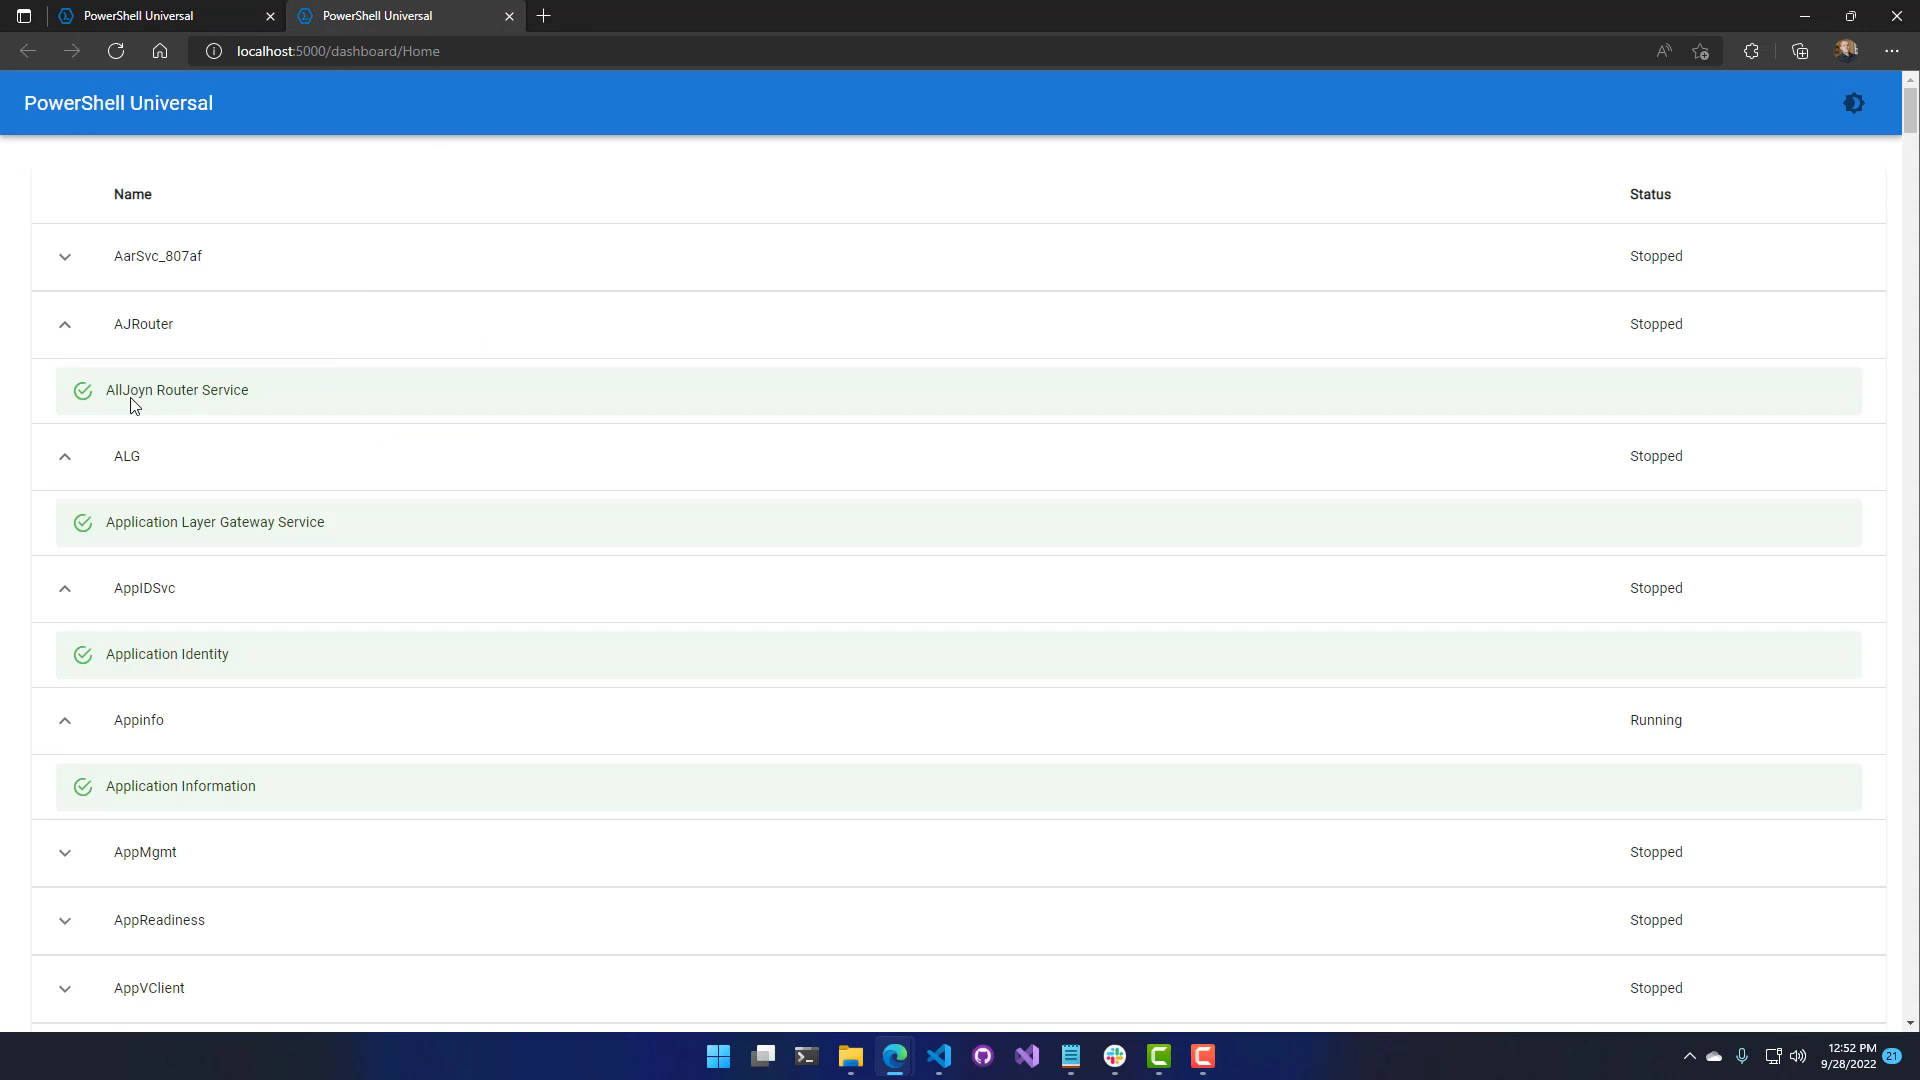 PowerShell Universal
PowerShell Universal
localhost:5000/dashboard/Home
PowerShell Universal
Name Status
AarSvc_807af Stopped
AJRouter Stopped
AllJoyn Router Service
ALG Stopped
Application Layer Gateway Service
AppIDSvc Stopped
Application Identity
Appinfo Running
Application Information
AppMgmt Stopped
AppReadiness Stopped
AppVClient Stopped
12:52 PM
9/28/2022
21